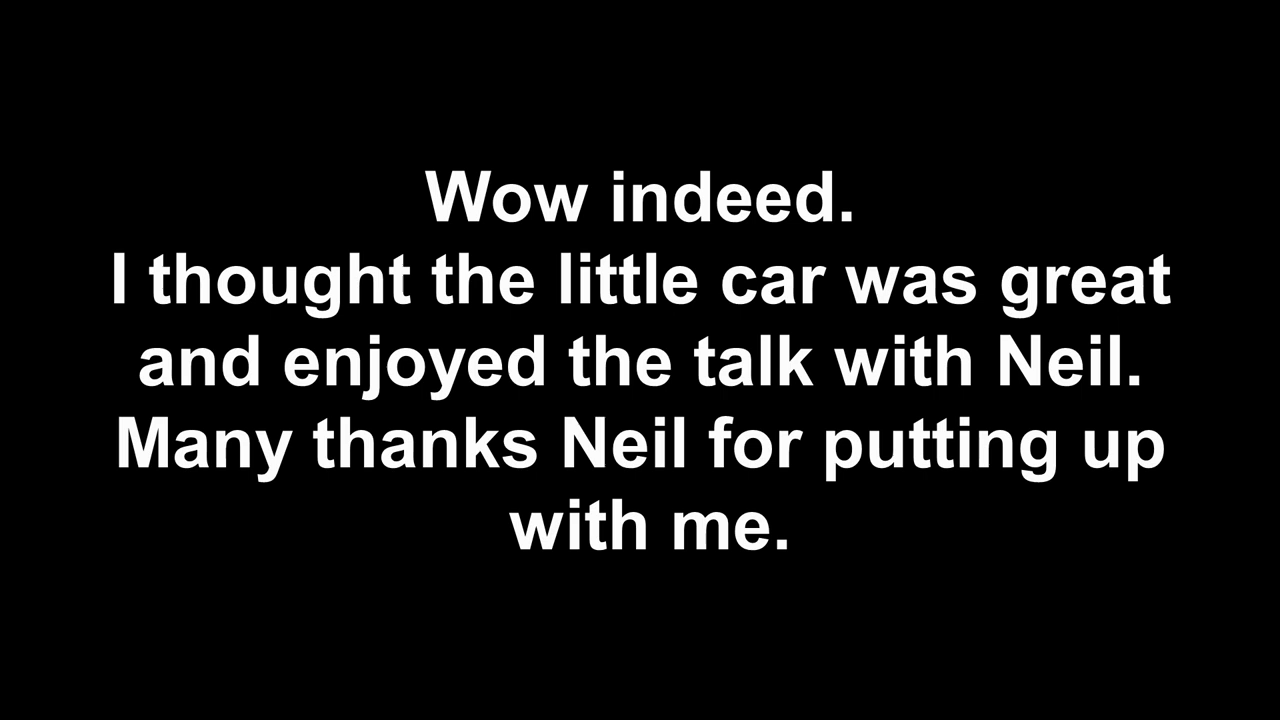 Wow indeed.
I thought the little car was great
and enjoyed the talk with Neil.
Many thanks Neil for putting up
with me.